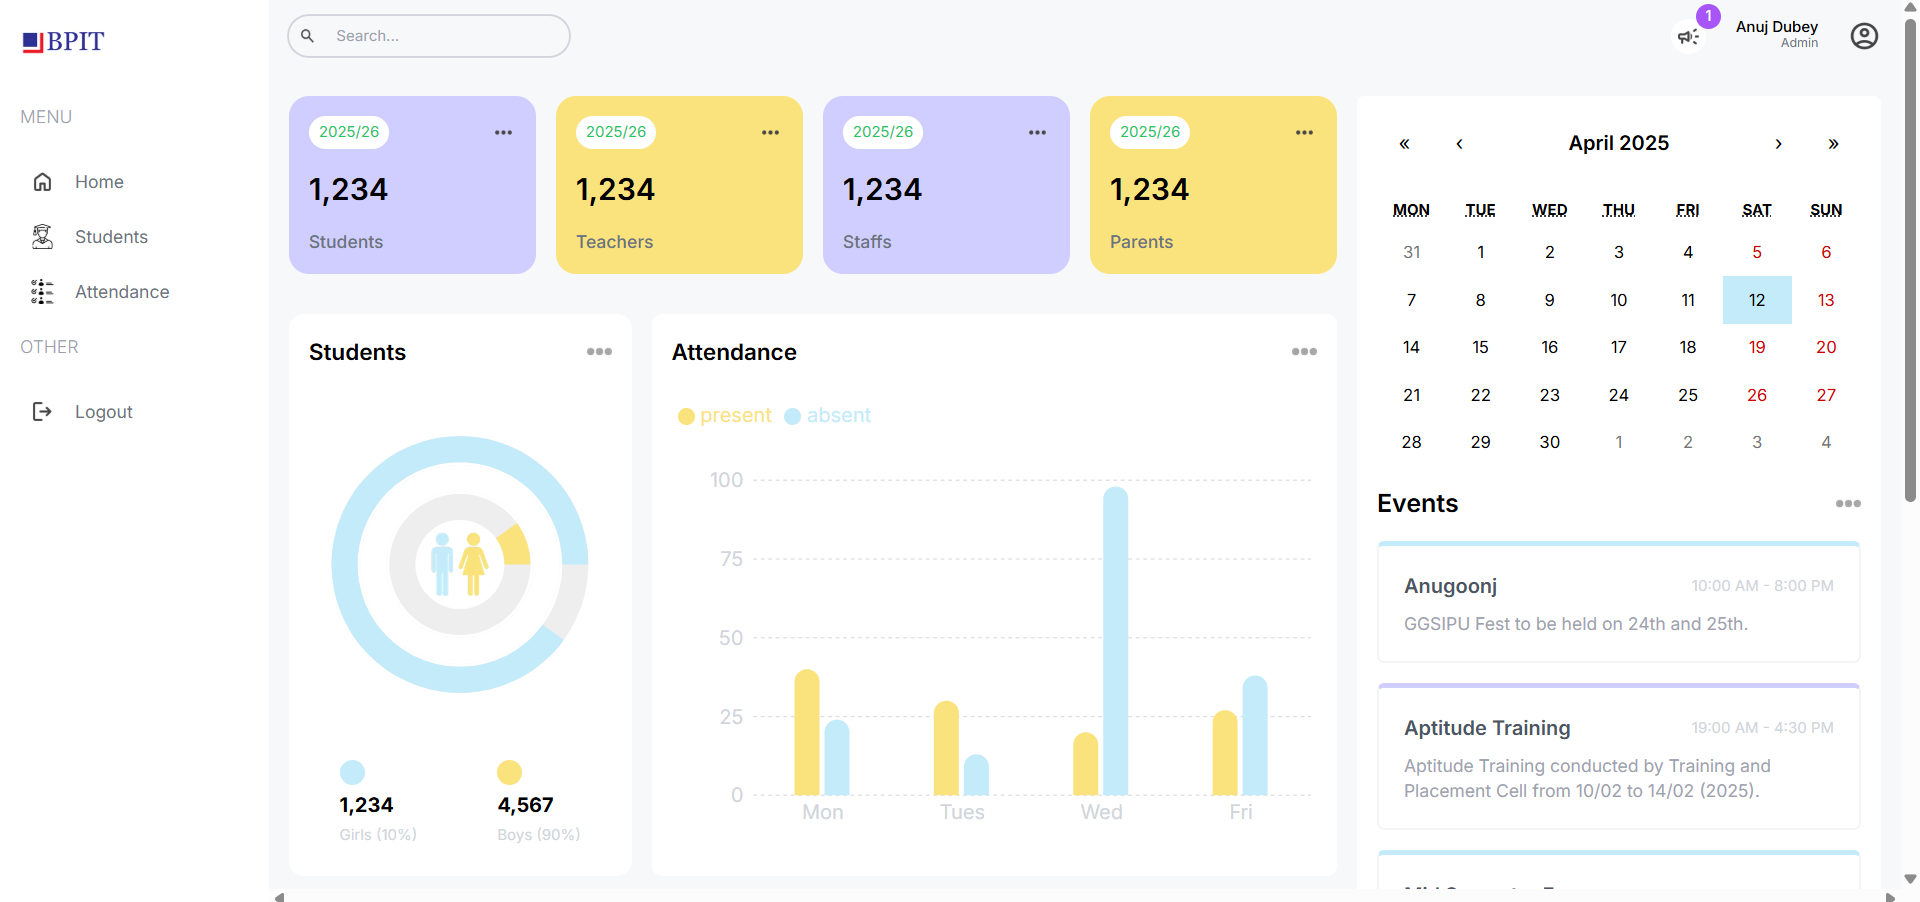 BPIT
MENU
Home
Students
Attendance
OTHER
Logout
Search...
1
Anuj Dubey
Admin
2025/26
1,234
Students
2025/26
1,234
Teachers
2025/26
1,234
Staffs
2025/26
1,234
Parents
Students
1,234
Girls (10%)
4,567
Boys (90%)
Attendance
present absent
100
75
50
25
0
Mon Tues Wed Fri
« ‹ April 2025 › »
MON TUE WED THU FRI SAT SUN
31 1 2 3 4 5 6
7 8 9 10 11 12 13
14 15 16 17 18 19 20
21 22 23 24 25 26 27
28 29 30 1 2 3 4
Events
Anugoonj 10:00 AM - 8:00 PM
GGSIPU Fest to be held on 24th and 25th.
Aptitude Training 19:00 AM - 4:30 PM
Aptitude Training conducted by Training and
Placement Cell from 10/02 to 14/02 (2025).